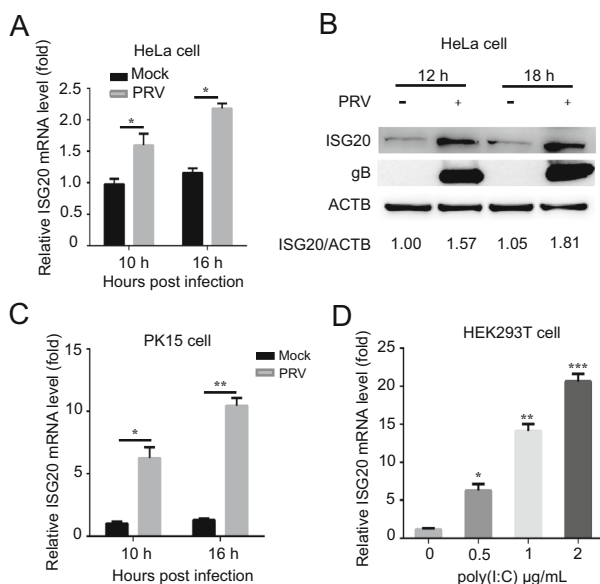 A
HeLa cell
Mock
PRV
Relative ISG20 mRNA level (fold)
2.5
2.0
1.5
1.0
0.5
0.0
*
*
10 h
16 h
Hours post infection
B
HeLa cell
12 h
18 h
PRV
-
+
-
+
ISG20
gB
ACTB
ISG20/ACTB
1.00
1.57
1.05
1.81
C
PK15 cell
Mock
PRV
Relative ISG20 mRNA level (fold)
15
10
5
0
*
**
10 h
16 h
Hours post infection
D
HEK293T cell
Relative ISG20 mRNA level (fold)
25
20
15
10
5
0
*
**
***
0
0.5
1
2
poly(I:C) μg/mL